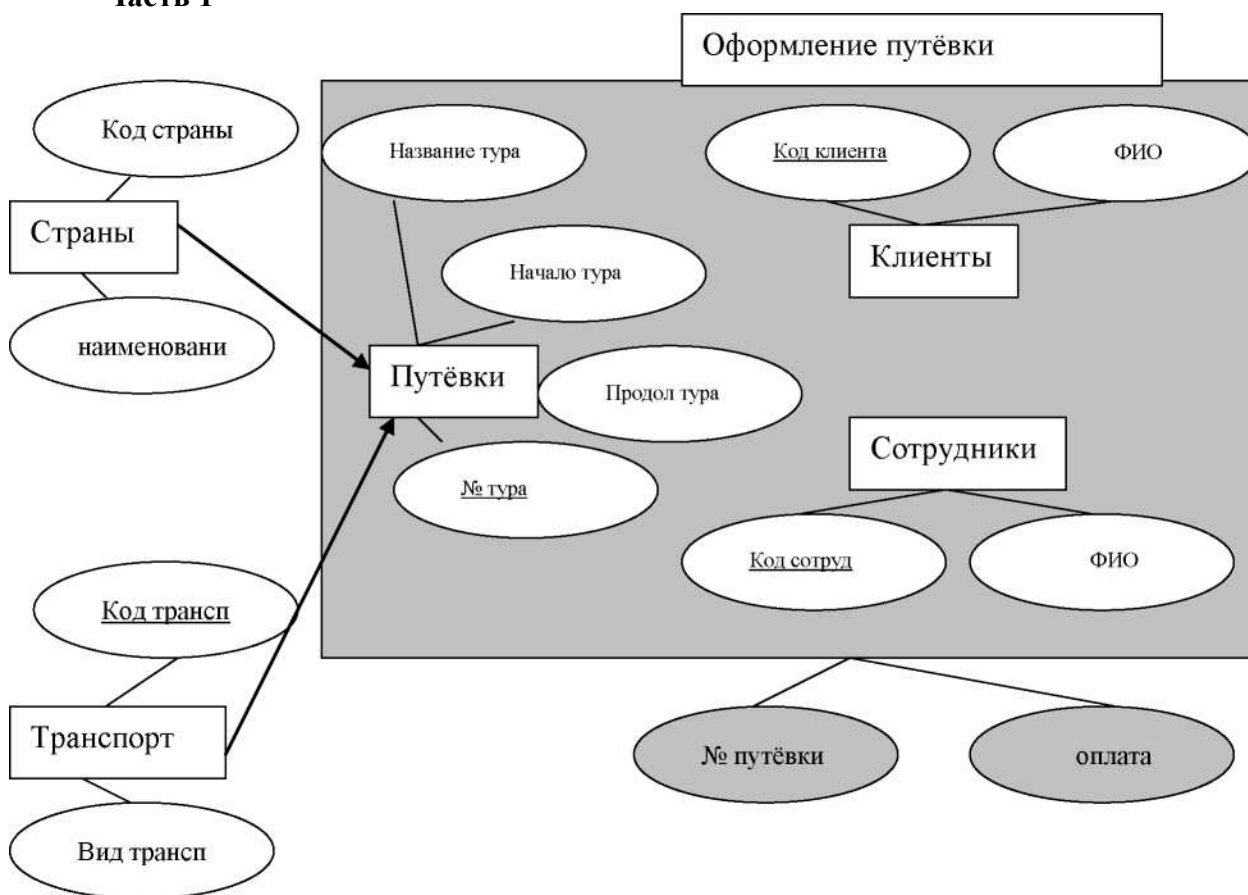 Часть 1
Оформление путёвки
Код страны
Название тура
Код клиента
ФИО
Страны
Клиенты
Начало тура
наименовани
Путёвки
Продол тура
Сотрудники
№ тура
Код сотруд
ФИО
Код трансп
Транспорт
№ путёвки
оплата
Вид трансп